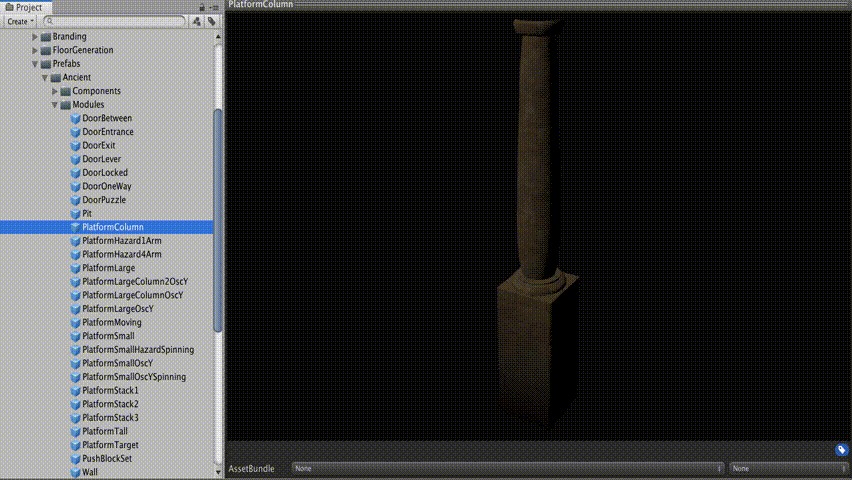 Project
PlatformColumn
Create
Branding
FloorGeneration
Prefabs
Ancient
Components
Modules
DoorBetween
DoorEntrance
DoorExit
DoorLever
DoorLocked
DoorOneWay
DoorPuzzle
Pit
PlatformColumn
PlatformHazard1Arm
PlatformHazard4Arm
PlatformLarge
PlatformLargeColumn2OscY
PlatformLargeColumnOscY
PlatformLargeOscY
PlatformMoving
PlatformSmall
PlatformSmallHazardSpinning
PlatformSmallOscY
PlatformSmallOscYSpinning
PlatformStack1
PlatformStack2
PlatformStack3
PlatformTall
PlatformTarget
PushBlockSet
Wall
AssetBundle None None